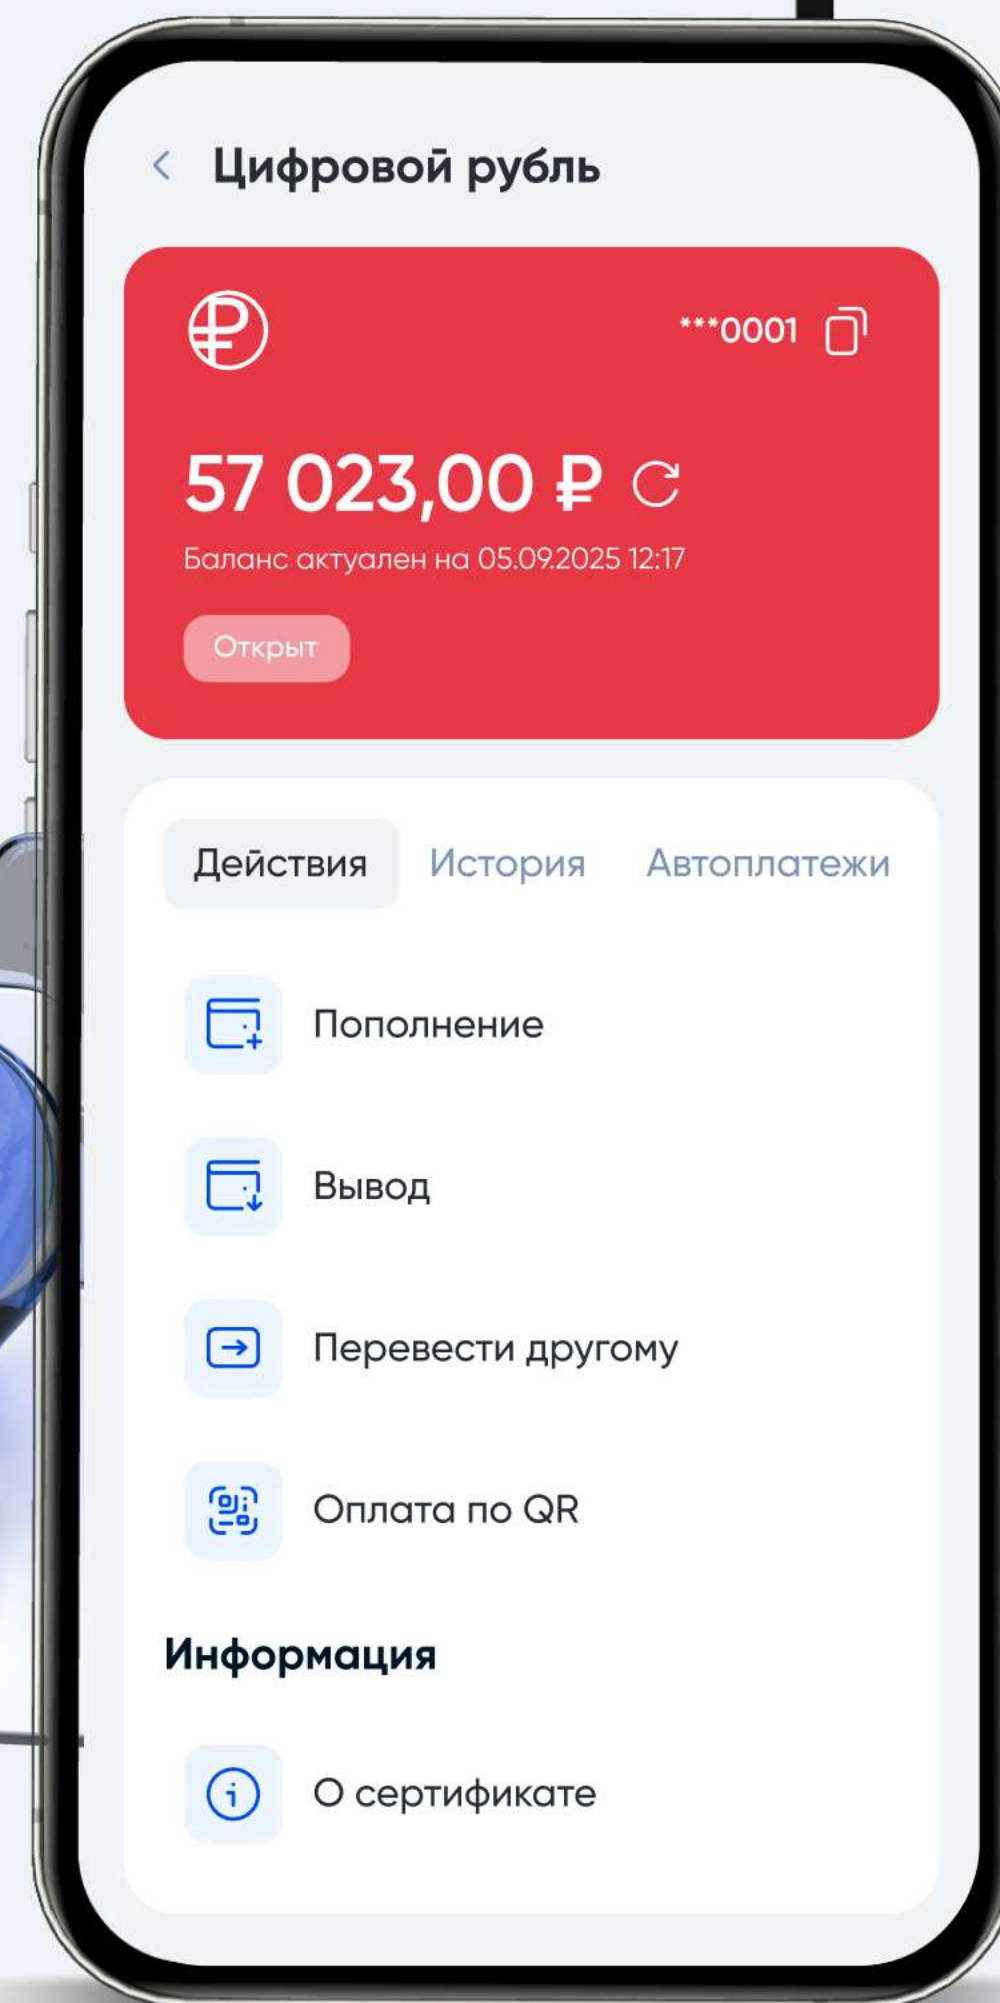 Цифровой рубль
***0001
57 023,00 ₽
Баланс актуален на 05.09.2025 12:17
Открыт
Действия История Автоплатежи
Пополнение
Вывод
Перевести другому
Оплата по QR
Информация
О сертификате